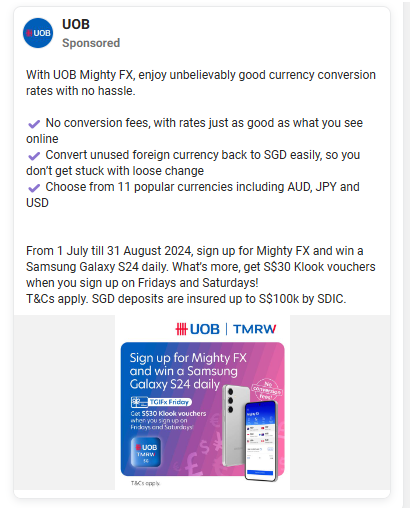 UOB
UOB
Sponsored
With UOB Mighty FX, enjoy unbelievably good currency conversion
rates with no hassle.
No conversion fees, with rates just as good as what you see
online
Convert unused foreign currency back to SGD easily, so you
don't get stuck with loose change
Choose from 11 popular currencies including AUD, JPY and
USD
From 1 July till 31 August 2024, sign up for Mighty FX and win a
Samsung Galaxy S24 daily. What's more, get S$30 Klook vouchers
when you sign up on Fridays and Saturdays!
T&Cs apply. SGD deposits are insured up to S$100k by SDIC.
UOB | TMRW
Sign up for Mighty FX
and win a Samsung
Galaxy S24 daily
No
conversion
fees!
TGIFx Friday
Get S$30 Klook vouchers
when you sign up on
Fridays and Saturdays!
UOB
TMRW
T&Cs apply.